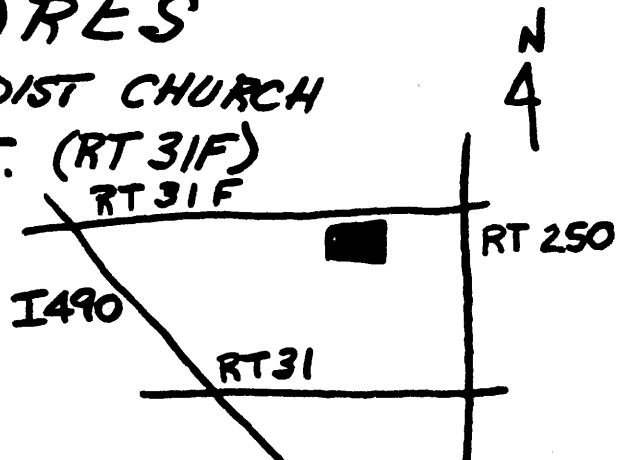 RES
N
DIST CHURCH
. (RT 31F)
RT 31 F
RT 250
I490
RT31